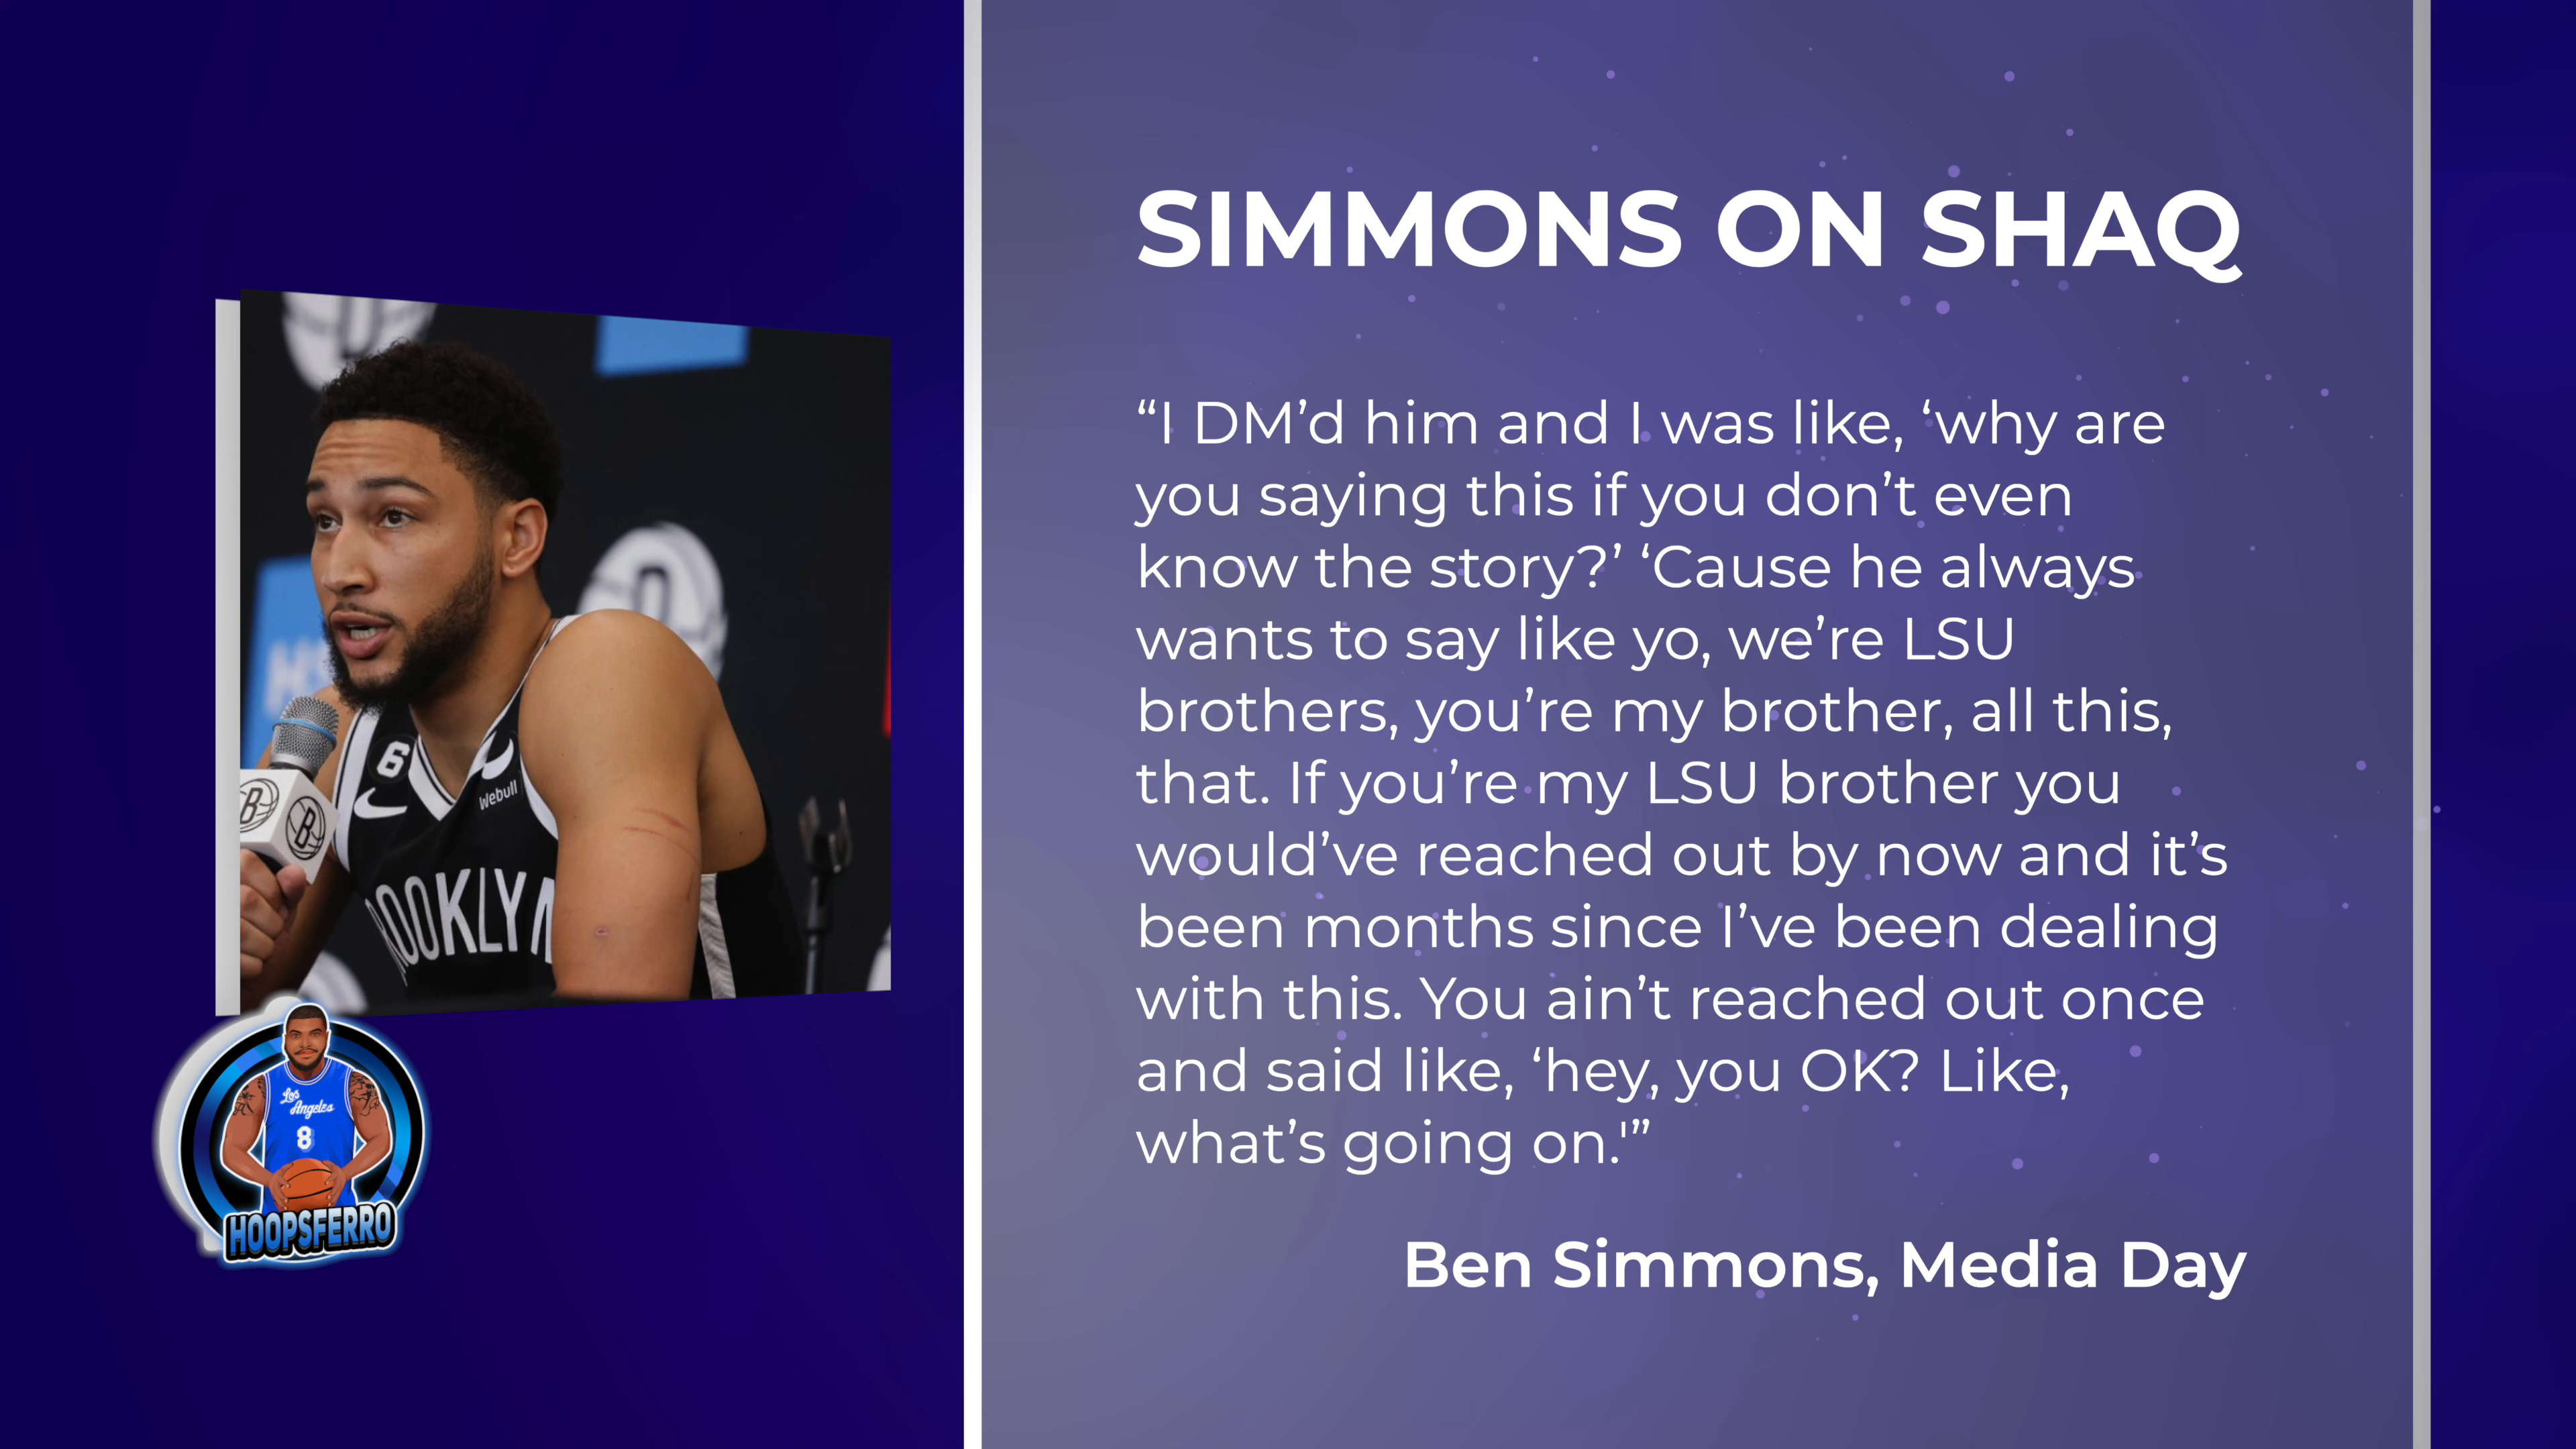 SIMMONS ON SHAQ
“I DM’d him and I was like, ‘why are
you saying this if you don’t even
know the story?’ ‘Cause he always
wants to say like yo, we’re LSU
brothers, you’re my brother, all this,
that. If you’re my LSU brother you
would’ve reached out by now and it’s
been months since I’ve been dealing
with this. You ain’t reached out once
and said like, ‘hey, you OK? Like,
what’s going on.'”
Ben Simmons, Media Day
6
Webull
B
B
ROOKLYN
Los
Angeles
8
HOOPSFERRO